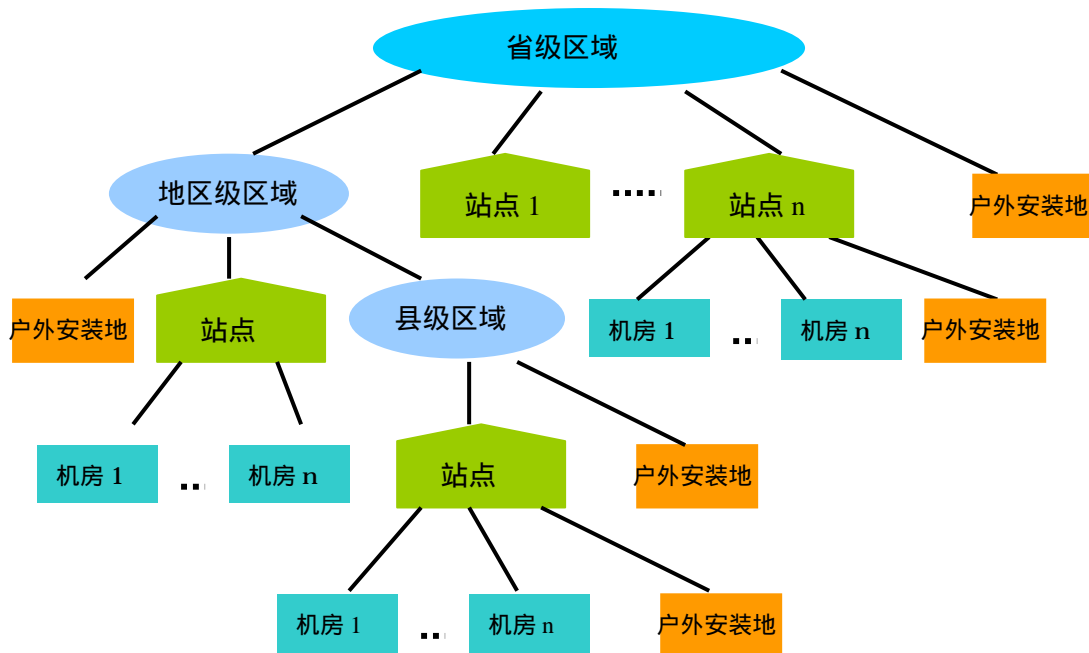 省级区域
地区级区域
站点 1
站点 n
户外安装地
户外安装地
站点
县级区域
机房 1
机房 n
户外安装地
机房 1
机房 n
站点
户外安装地
机房 1
机房 n
户外安装地